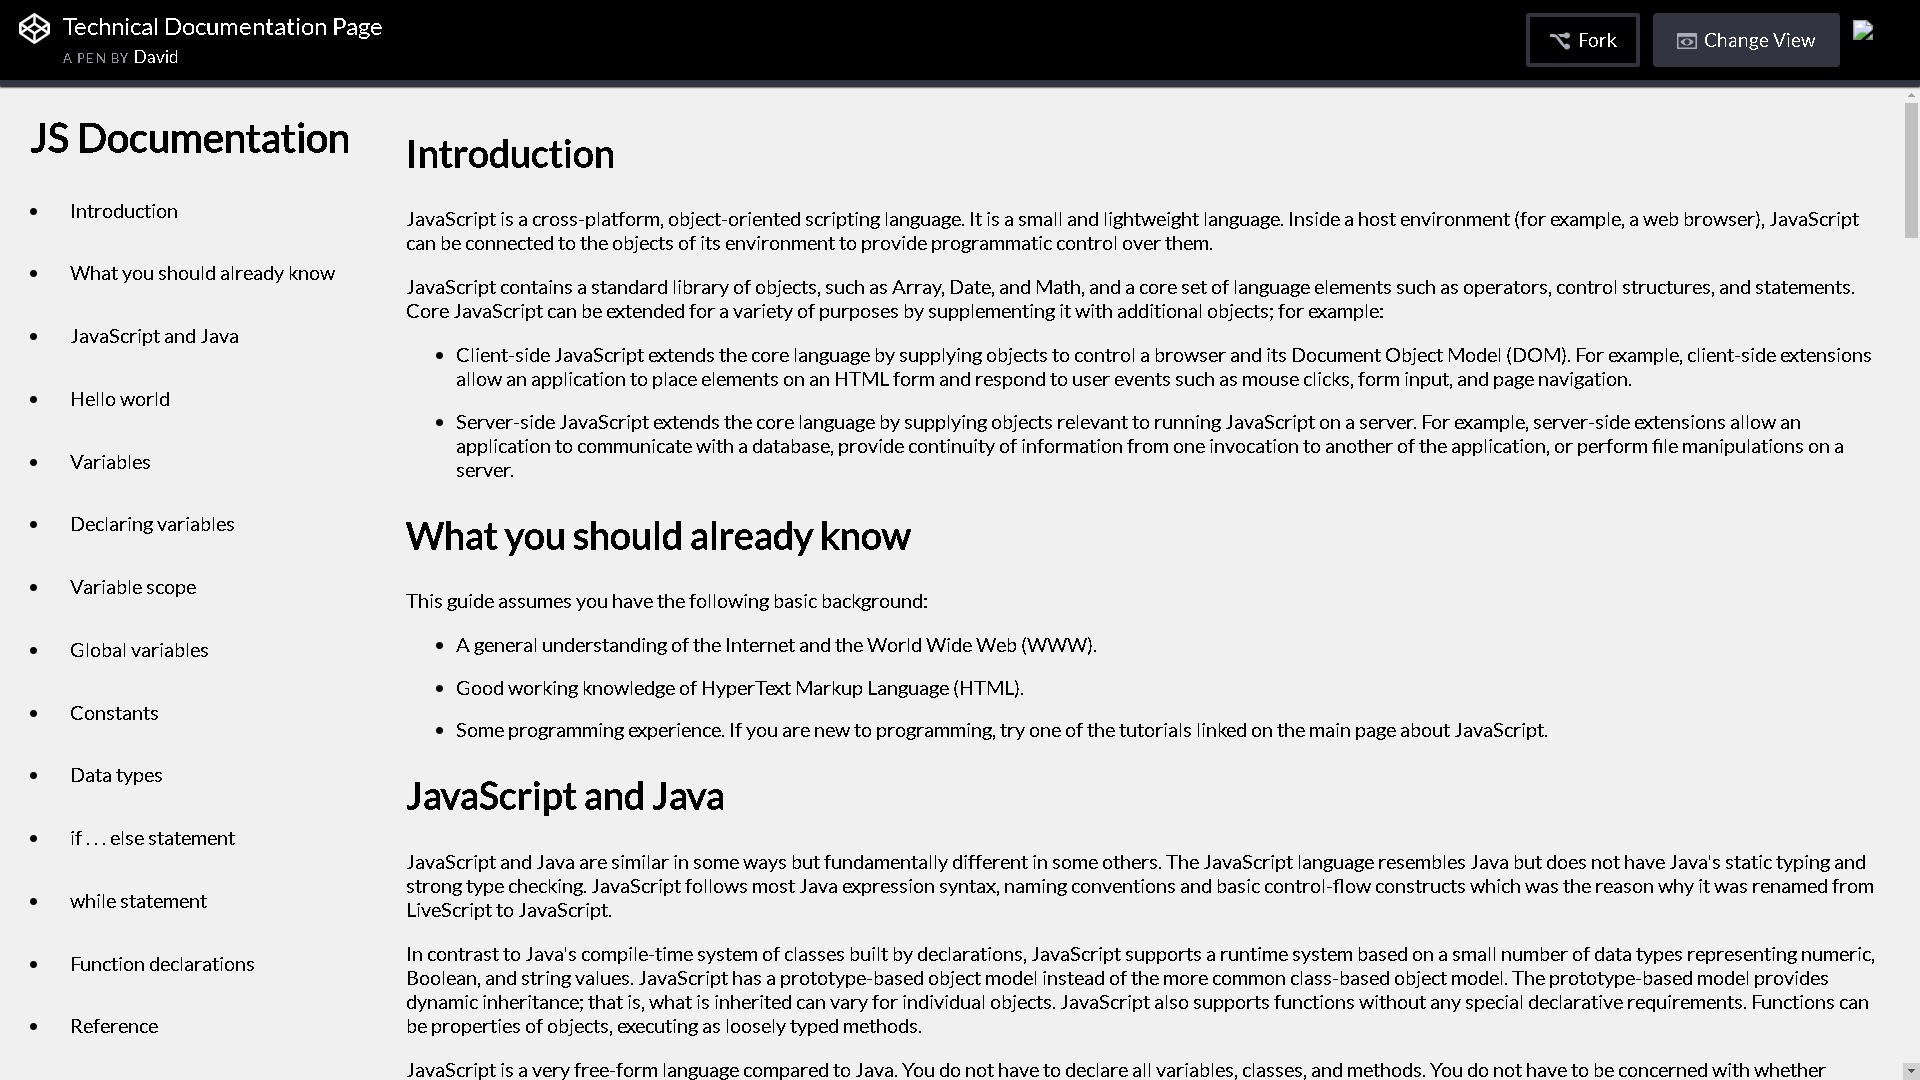 Technical Documentation Page
A PEN BY David
Fork
Change View
JS Documentation
Introduction
What you should already know
JavaScript and Java
Hello world
Variables
Declaring variables
Variable scope
Global variables
Constants
Data types
if . . . else statement
while statement
Function declarations
Reference
Introduction
JavaScript is a cross-platform, object-oriented scripting language. It is a small and lightweight language. Inside a host environment (for example, a web browser), JavaScript
can be connected to the objects of its environment to provide programmatic control over them.
JavaScript contains a standard library of objects, such as Array, Date, and Math, and a core set of language elements such as operators, control structures, and statements.
Core JavaScript can be extended for a variety of purposes by supplementing it with additional objects; for example:
• Client-side JavaScript extends the core language by supplying objects to control a browser and its Document Object Model (DOM). For example, client-side extensions
allow an application to place elements on an HTML form and respond to user events such as mouse clicks, form input, and page navigation.
• Server-side JavaScript extends the core language by supplying objects relevant to running JavaScript on a server. For example, server-side extensions allow an
application to communicate with a database, provide continuity of information from one invocation to another of the application, or perform file manipulations on a
server.
What you should already know
This guide assumes you have the following basic background:
• A general understanding of the Internet and the World Wide Web (WWW).
• Good working knowledge of HyperText Markup Language (HTML).
• Some programming experience. If you are new to programming, try one of the tutorials linked on the main page about JavaScript.
JavaScript and Java
JavaScript and Java are similar in some ways but fundamentally different in some others. The JavaScript language resembles Java but does not have Java's static typing and
strong type checking. JavaScript follows most Java expression syntax, naming conventions and basic control-flow constructs which was the reason why it was renamed from
LiveScript to JavaScript.
In contrast to Java's compile-time system of classes built by declarations, JavaScript supports a runtime system based on a small number of data types representing numeric,
Boolean, and string values. JavaScript has a prototype-based object model instead of the more common class-based object model. The prototype-based model provides
dynamic inheritance; that is, what is inherited can vary for individual objects. JavaScript also supports functions without any special declarative requirements. Functions can
be properties of objects, executing as loosely typed methods.
JavaScript is a very free-form language compared to Java. You do not have to declare all variables, classes, and methods. You do not have to be concerned with whether